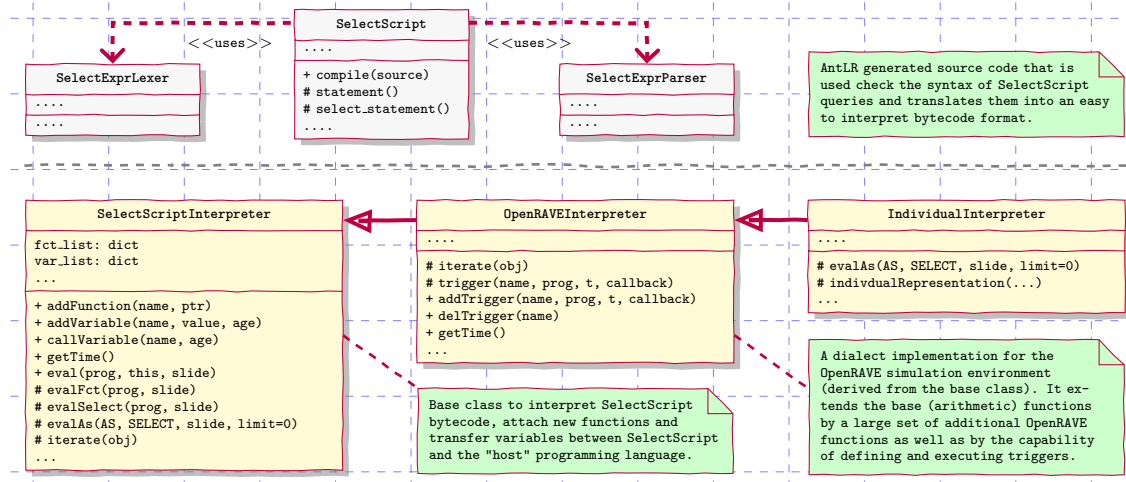 SelectScript
....
+ compile(source)
# statement()
# select_statement()
....
<<uses>>
<<uses>>
SelectExprLexer
....
....
SelectExprParser
....
....
AntLR generated source code that is
used check the syntax of SelectScript
queries and translates them into an easy
to interpret bytecode format.
SelectScriptInterpreter
fct_list: dict
var_list: dict
...
+ addFunction(name, ptr)
+ addVariable(name, value, age)
+ callVariable(name, age)
+ getTime()
+ eval(prog, this, slide)
# evalFct(prog, slide)
# evalSelect(prog, slide)
# evalAs(AS, SELECT, slide, limit=0)
# iterate(obj)
...
OpenRAVEInterpreter
....
# iterate(obj)
# trigger(name, prog, t, callback)
+ addTrigger(name, prog, t, callback)
+ delTrigger(name)
+ getTime()
...
IndividualInterpreter
....
# evalAs(AS, SELECT, slide, limit=0)
# indivdualRepresentation(...)
...
Base class to interpret SelectScript
bytecode, attach new functions and
transfer variables between SelectScript
and the "host" programming language.
A dialect implementation for the
OpenRAVE simulation environment
(derived from the base class). It ex-
tends the base (arithmetic) functions
by a large set of additional OpenRAVE
functions as well as by the capability
of defining and executing triggers.